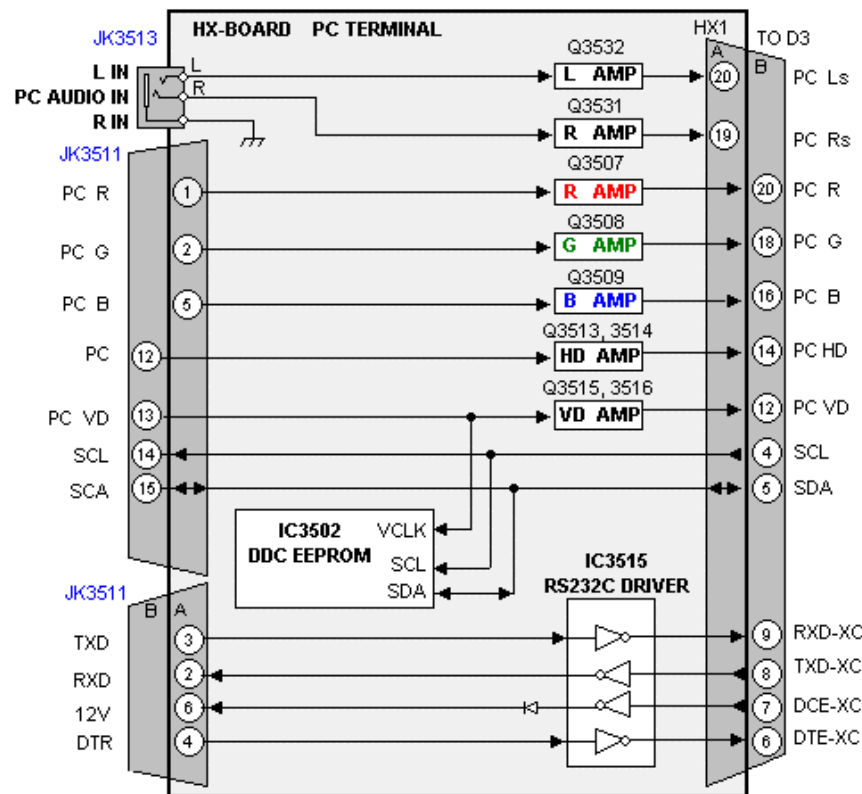 JK3513
HX-BOARD PC TERMINAL
HX1
TO D3
L IN
PC AUDIO IN
R IN
L
R
Q3532
L AMP
A
B
20
PC Ls
Q3531
R AMP
19
PC Rs
JK3511
PC R
1
Q3507
R AMP
20
PC R
PC G
2
Q3508
G AMP
18
PC G
PC B
5
Q3509
B AMP
16
PC B
PC
12
Q3513, 3514
HD AMP
14
PC HD
PC VD
13
Q3515, 3516
VD AMP
12
PC VD
SCL
14
4
SCL
SCA
15
5
SDA
IC3502
DDC EEPROM
VCLK
SCL
SDA
IC3515
RS232C DRIVER
JK3511
B
A
TXD
3
9
RXD-XC
RXD
2
8
TXD-XC
12V
6
7
DCE-XC
DTR
4
6
DTE-XC